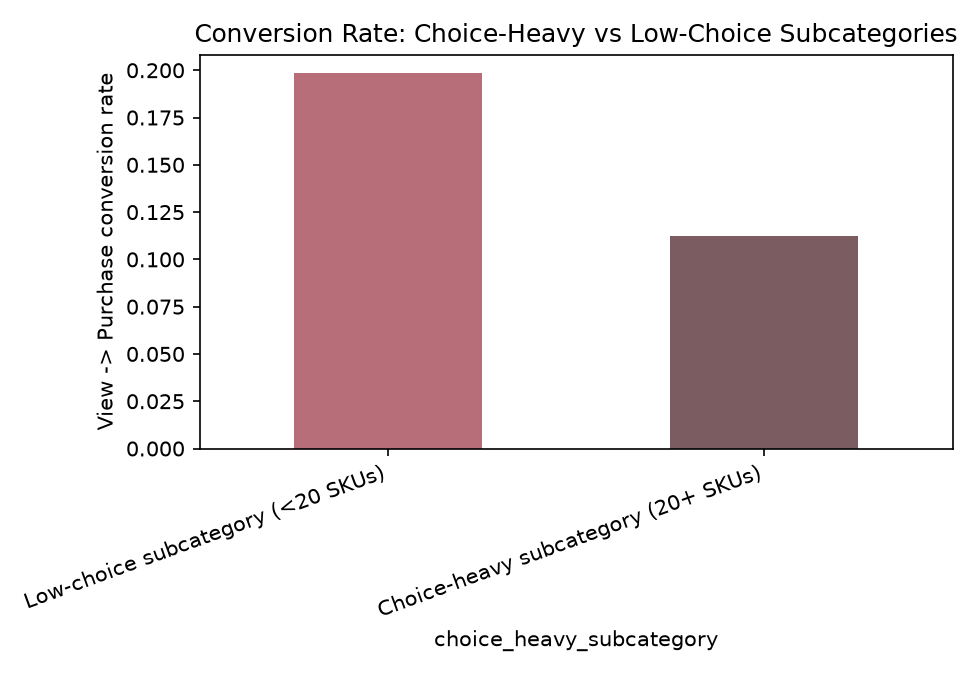 Conversion Rate: Choice-Heavy vs Low-Choice Subcategories
View -> Purchase conversion rate
0.200
0.175
0.150
0.125
0.100
0.075
0.050
0.025
0.000
Low-choice subcategory (<20 SKUs)
Choice-heavy subcategory (20+ SKUs)
choice_heavy_subcategory